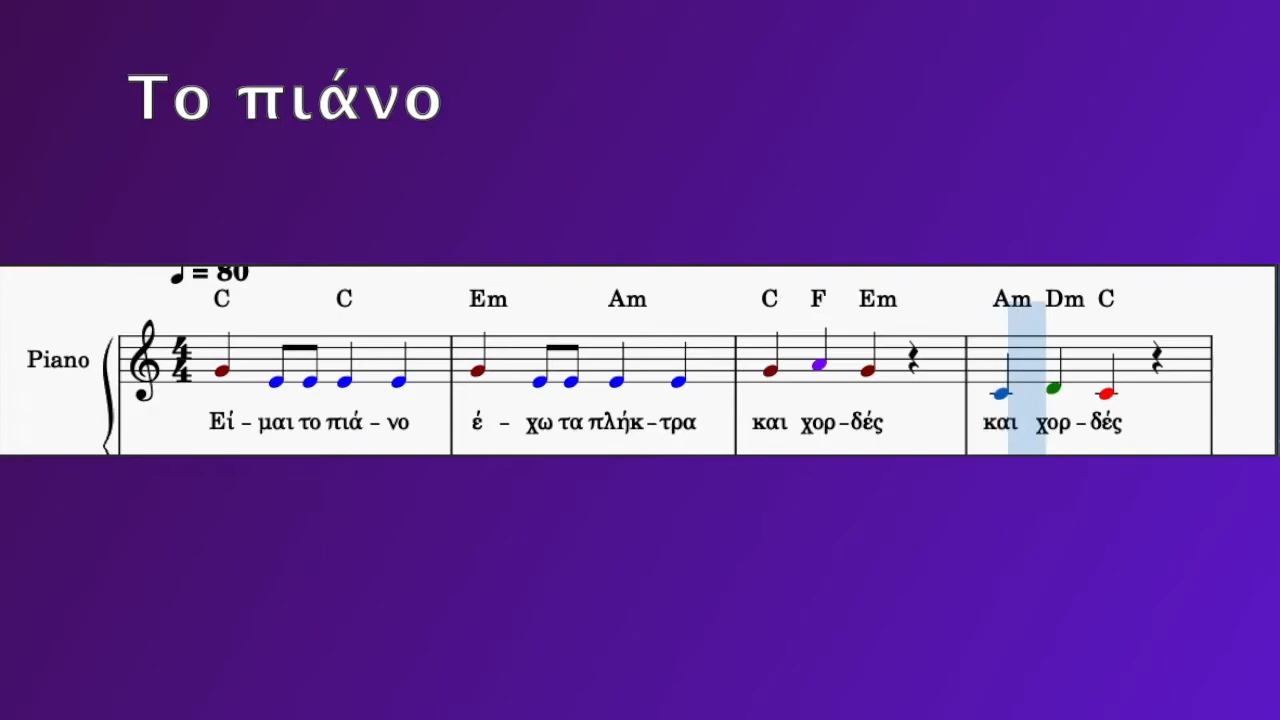 Το πιάνο
♩ = 80
C C Em Am C F Em Am Dm C
Piano
Εί – μαι το πιά – νο έ – χω τα πλήκ – τρα και χορ – δές και χορ – δές